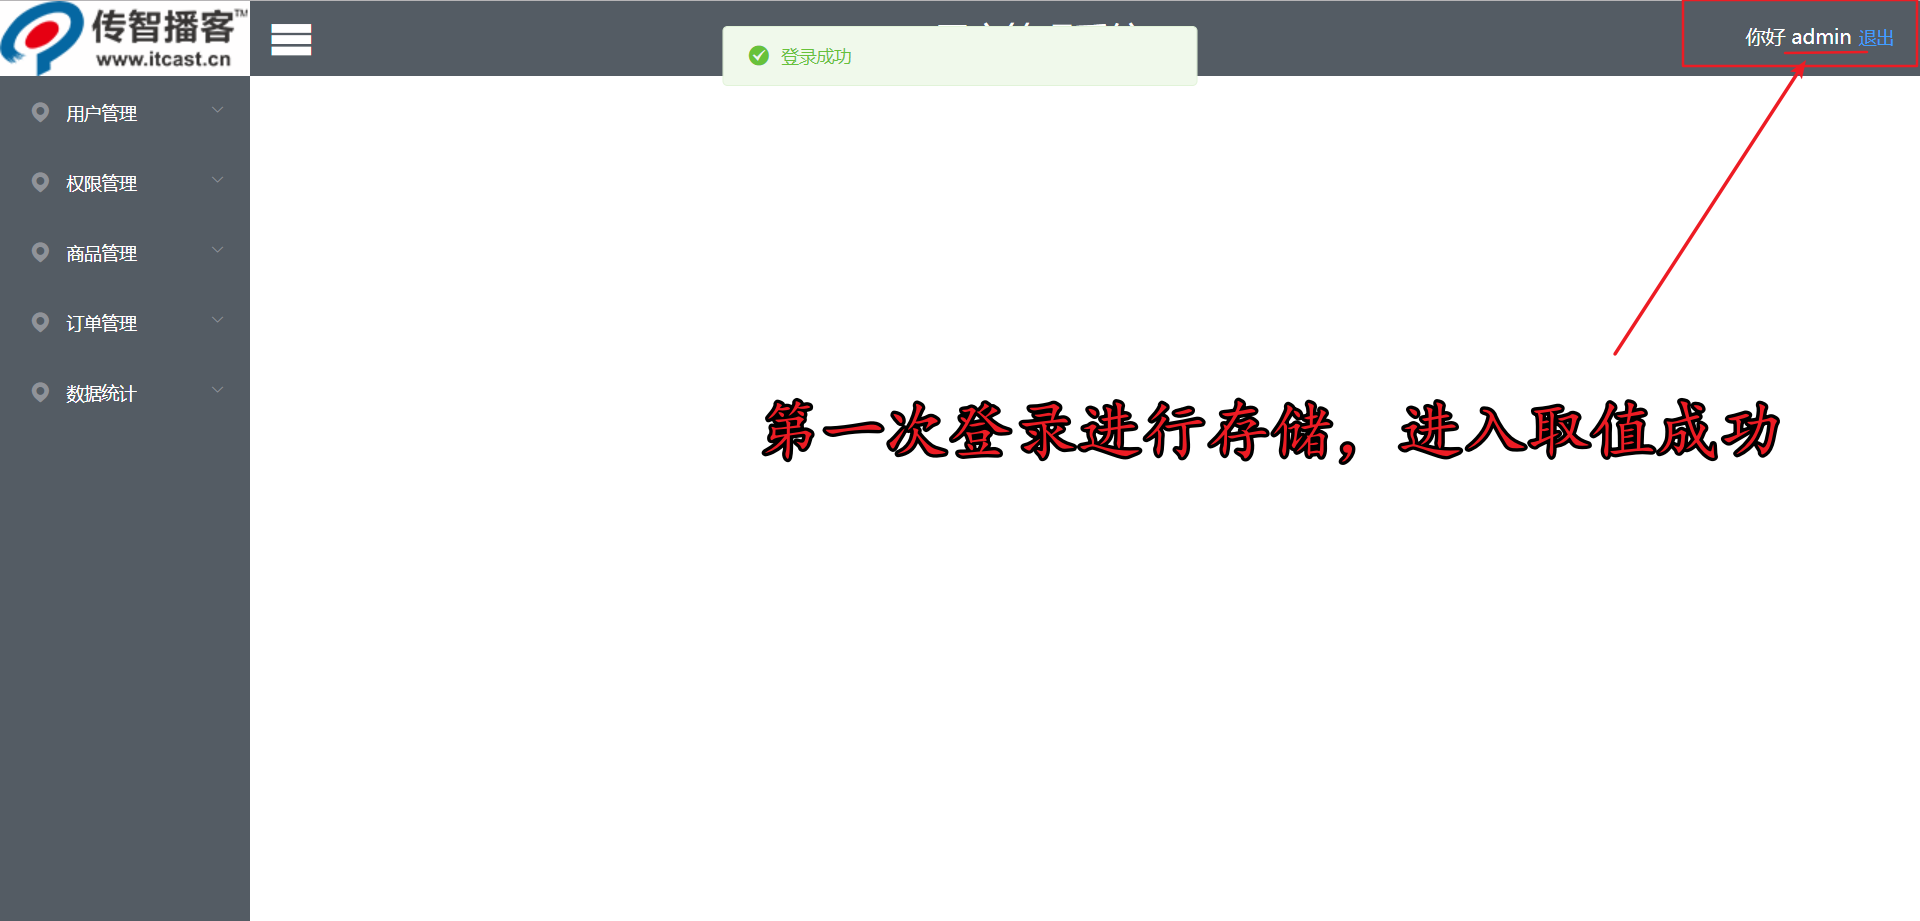 传智播客™
www.itcast.cn
登录成功
你好 admin 退出
用户管理
权限管理
商品管理
订单管理
数据统计
第一次登录进行存储，进入取值成功